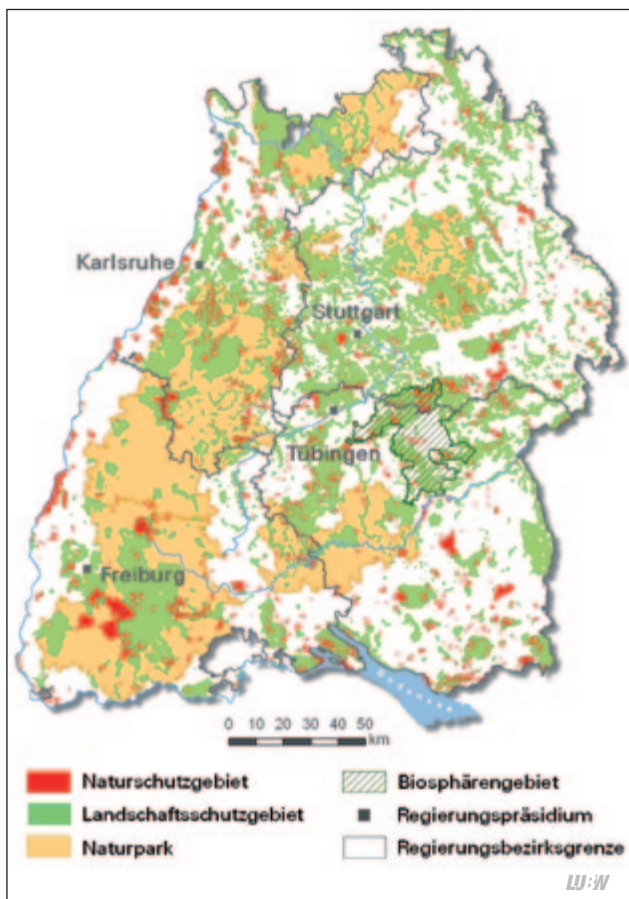 Karlsruhe
Stuttgart
Tübingen
Freiburg
0 10 20 30 40 50
km
Naturschutzgebiet
Landschaftsschutzgebiet
Naturpark
Biosphärengebiet
Regierungspräsidium
Regierungsbezirksgrenze
LUBW